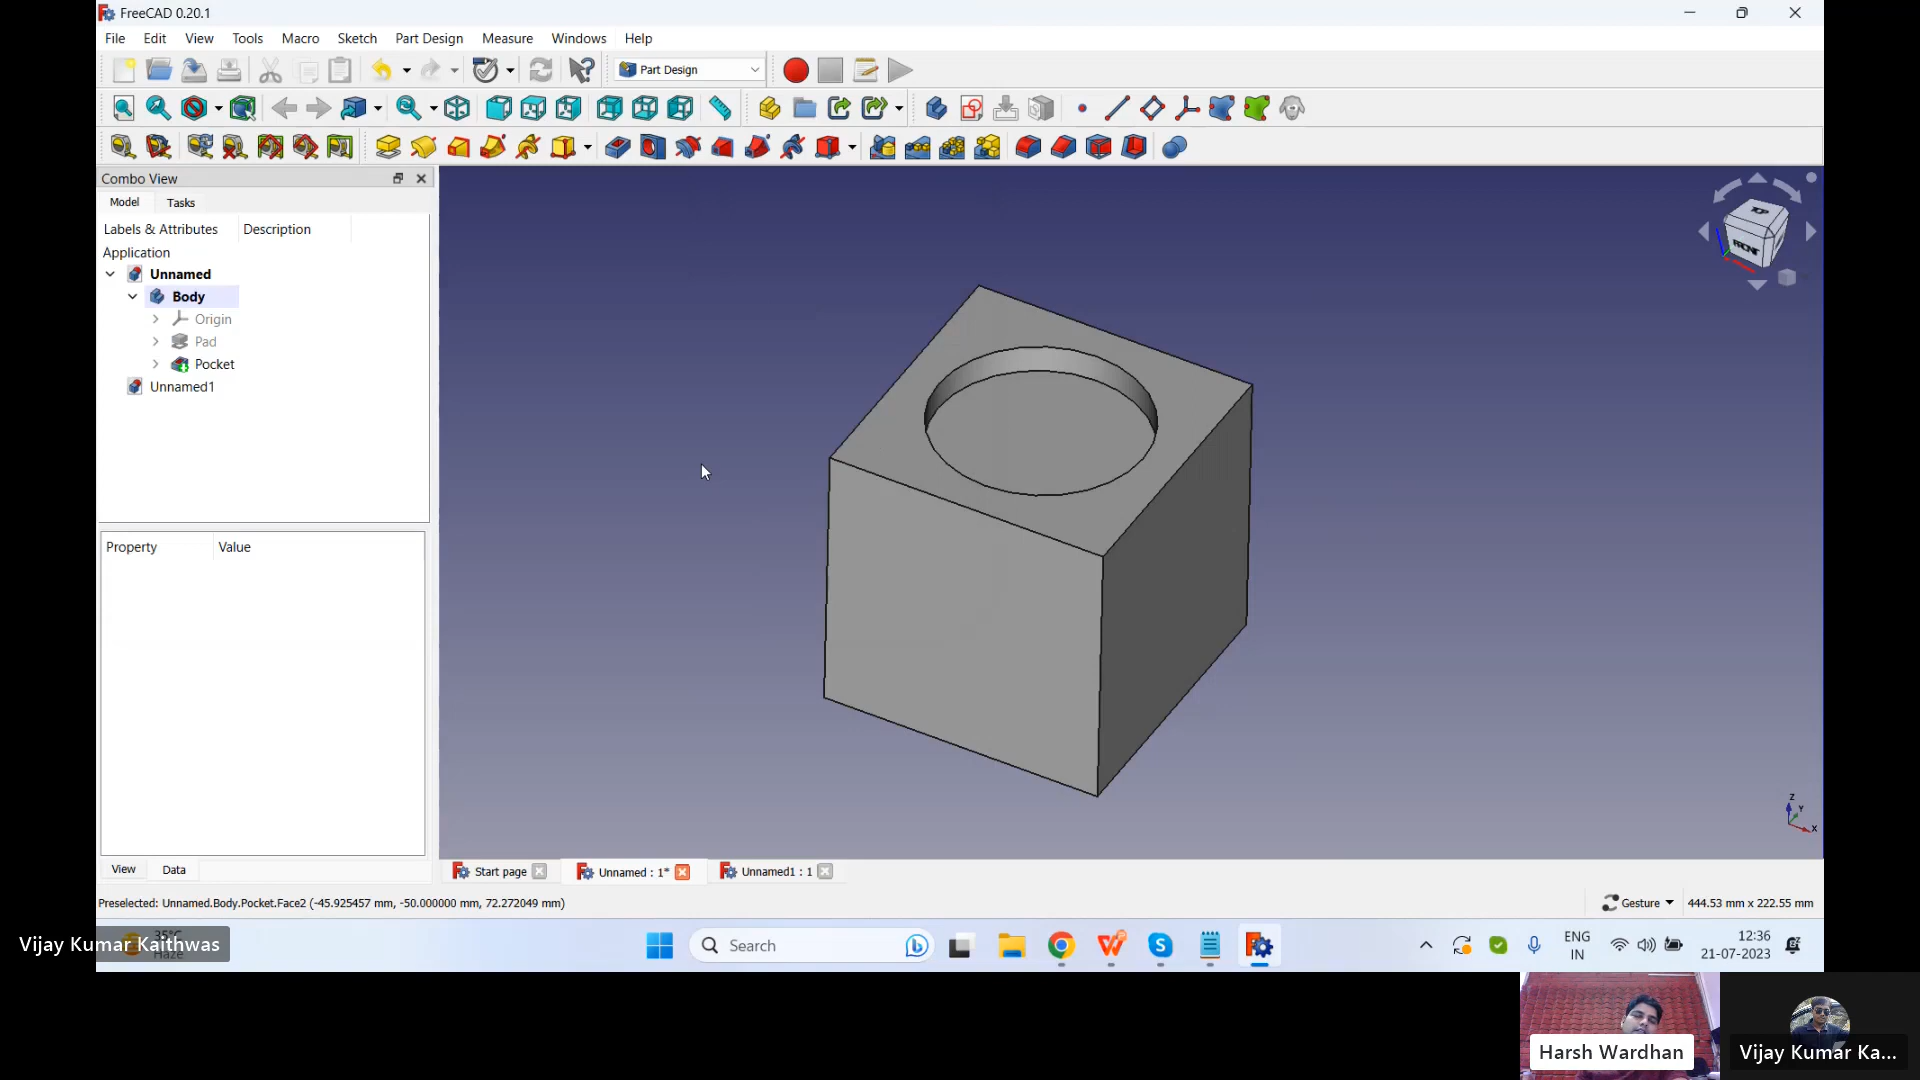 FreeCAD 0.20.1
File Edit View Tools Macro Sketch Part Design Measure Windows Help
Part Design
Combo View
Model Tasks
Labels & Attributes Description
Application
Unnamed
Body
Origin
Pad
Pocket
Unnamed1
Property Value
View Data
TOP
FRONT
Z
Y
X
Start page Unnamed : 1* Unnamed1 : 1
Preselected: Unnamed.Body.Pocket.Face2 (-45.925457 mm, -50.000000 mm, 72.272049 mm)
Gesture 444.53 mm x 222.55 mm
35°C
Haze
Vijay Kumar Kaithwas
Search
ENG
IN
12:36
21-07-2023
Harsh Wardhan
Vijay Kumar Ka...